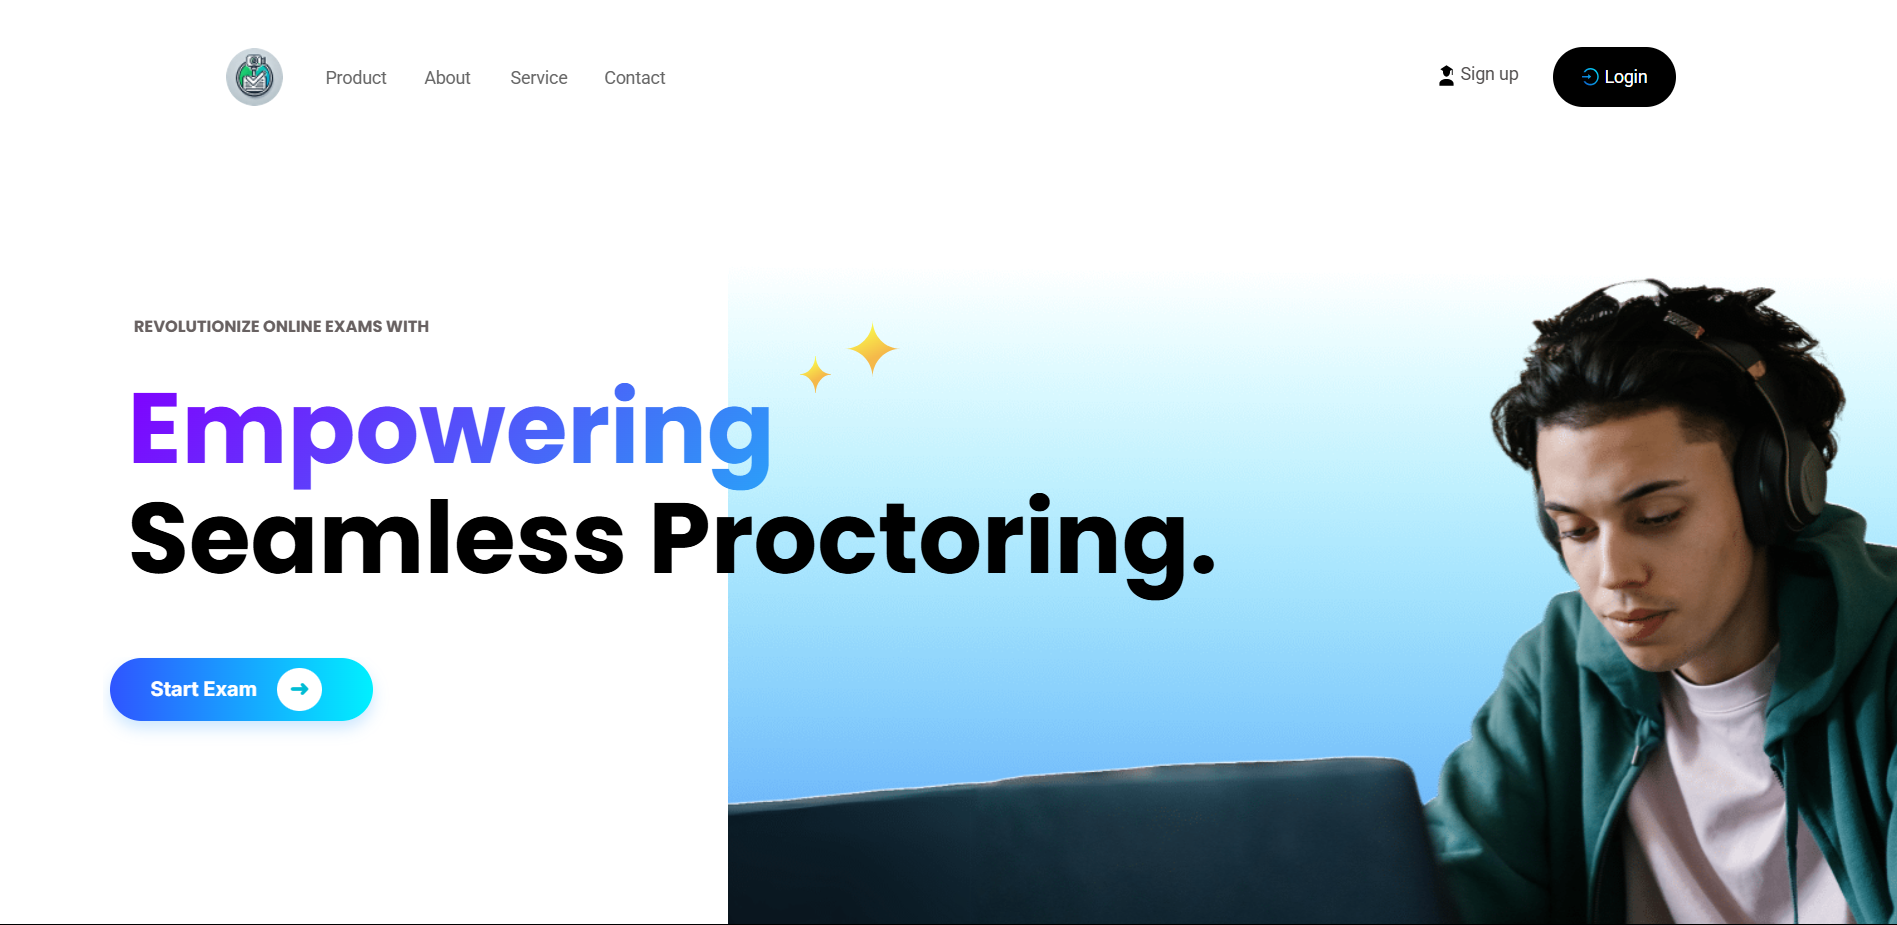 Product About Service Contact Sign up Login
REVOLUTIONIZE ONLINE EXAMS WITH
Empowering
Seamless Proctoring.
Start Exam